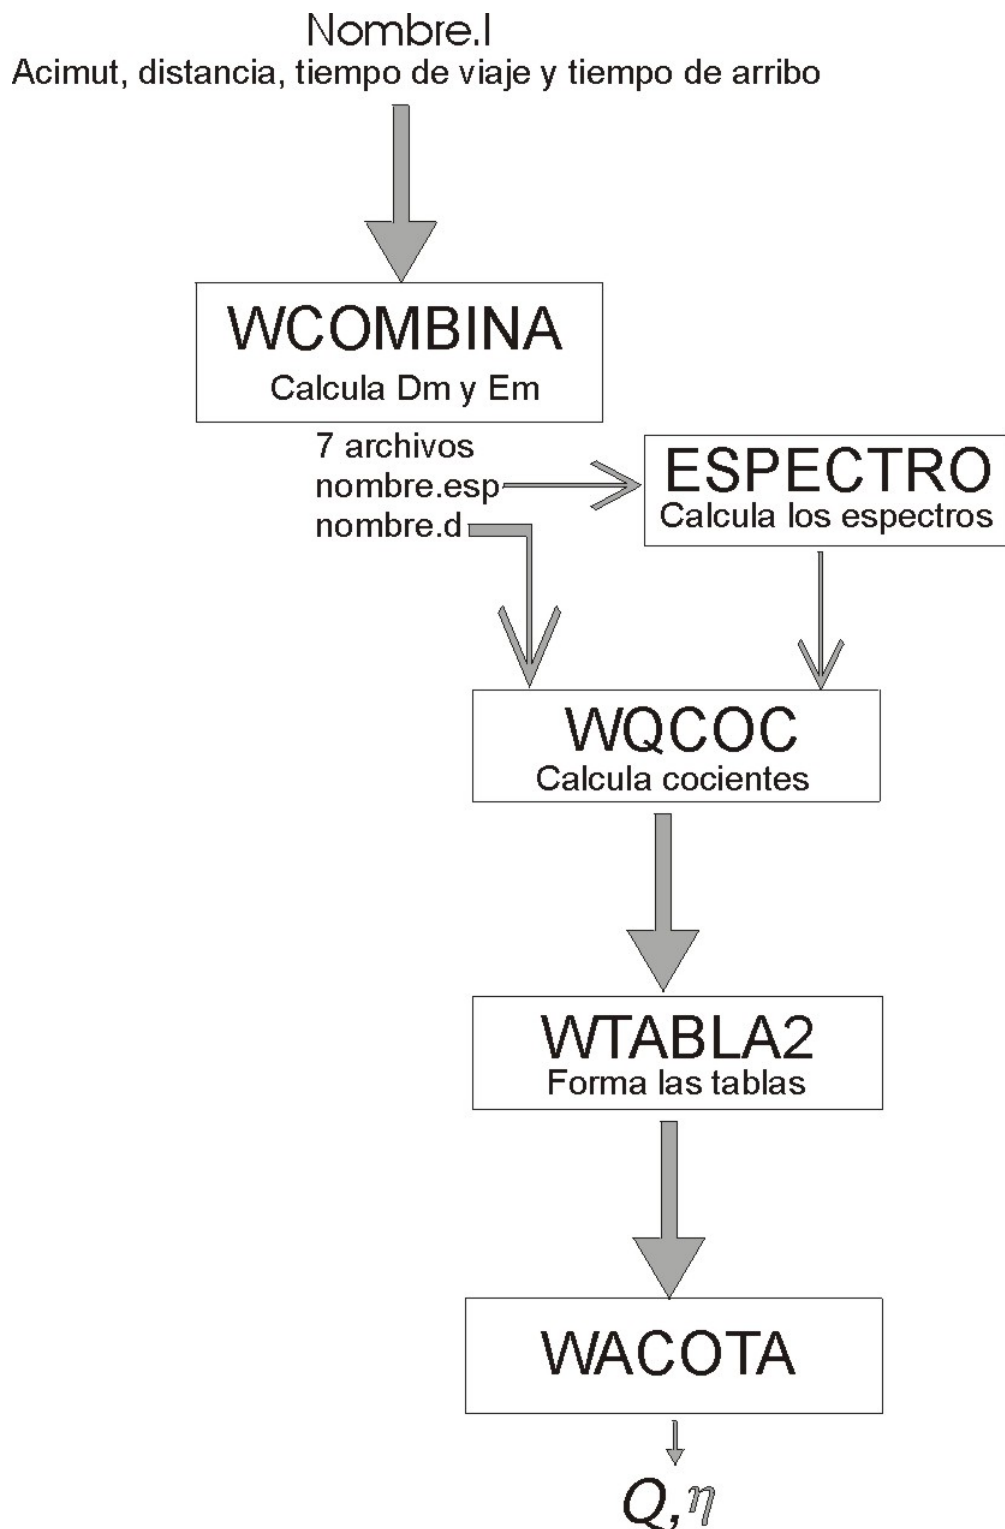 Nombre.l
Acimut, distancia, tiempo de viaje y tiempo de arribo
WCOMBINA
Calcula Dm y Em
7 archivos
nombre.esp
nombre.d
ESPECTRO
Calcula los espectros
WQCOC
Calcula cocientes
WTABLA2
Forma las tablas
WACOTA
Q, η